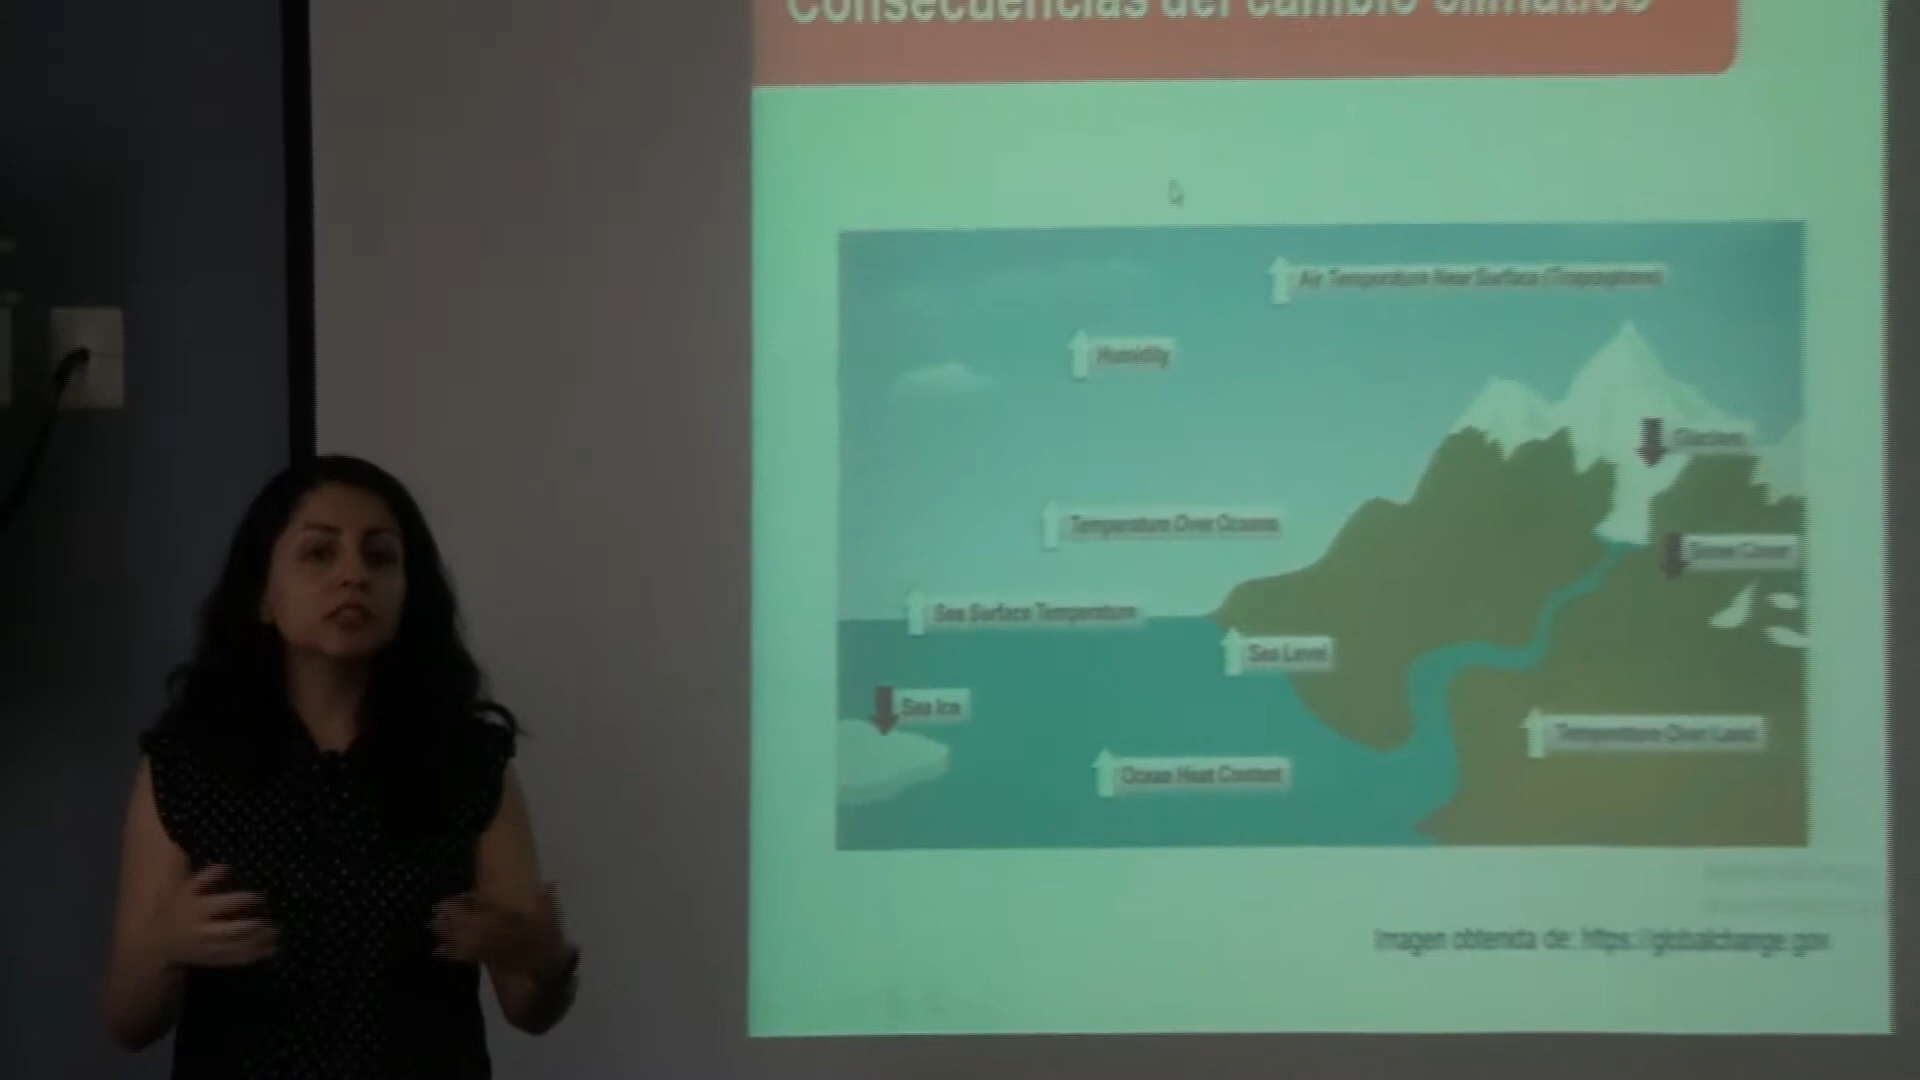 Consecuencias del cambio climático
Air Temperature Near Surface (Troposphere)
Humidity
Glaciers
Temperature Over Oceans
Snow Cover
Sea Surface Temperature
Sea Level
Sea Ice
Temperature Over Land
Ocean Heat Content
Imagen obtenida de: https://globalchange.gov